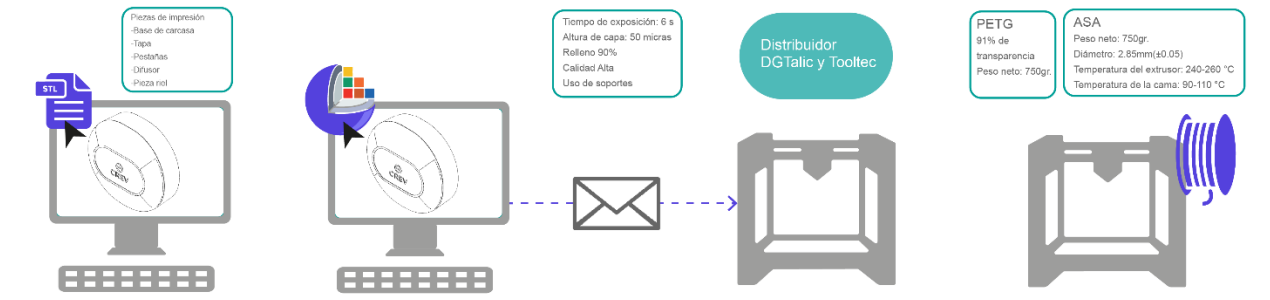 Piezas de impresión
-Base de carcasa
-Tapa
-Pestañas
-Difusor
-Pieza riel
STL
CREV
Tiempo de exposición: 6 s
Altura de capa: 50 micras
Relleno 90%
Calidad Alta
Uso de soportes
CREV
Distribuidor
DGTalic y Tooltec
PETG
91% de
transparencia
Peso neto: 750gr.
ASA
Peso neto: 750gr.
Diámotro: 2.85mm(±0.05)
Temperatura del extrusor: 240-260 °C
Temperatura de la cama: 90-110 °C